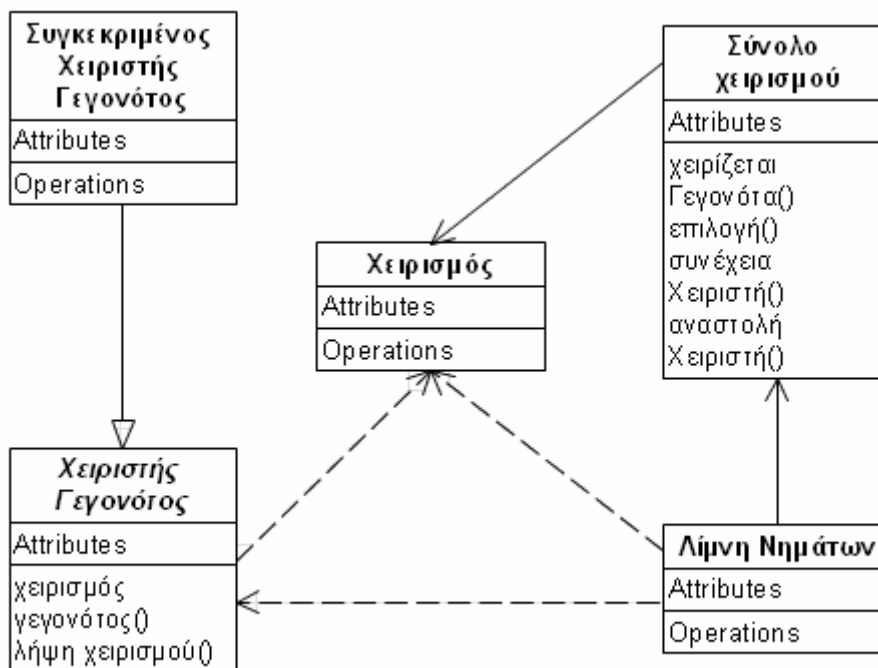 Συγκεκριμένος
Χειριστής
Γεγονότος
Attributes
Operations
Σύνολο
χειρισμού
Attributes
χειρίζεται
Γεγονότα()
επιλογή()
συνέχεια
Χειριστή()
αναστολή
Χειριστή()
Χειρισμός
Attributes
Operations
Χειριστής
Γεγονότος
Attributes
χειρισμός
γεγονότος()
λήψη χειρισμού()
Λίμνη Νημάτων
Attributes
Operations